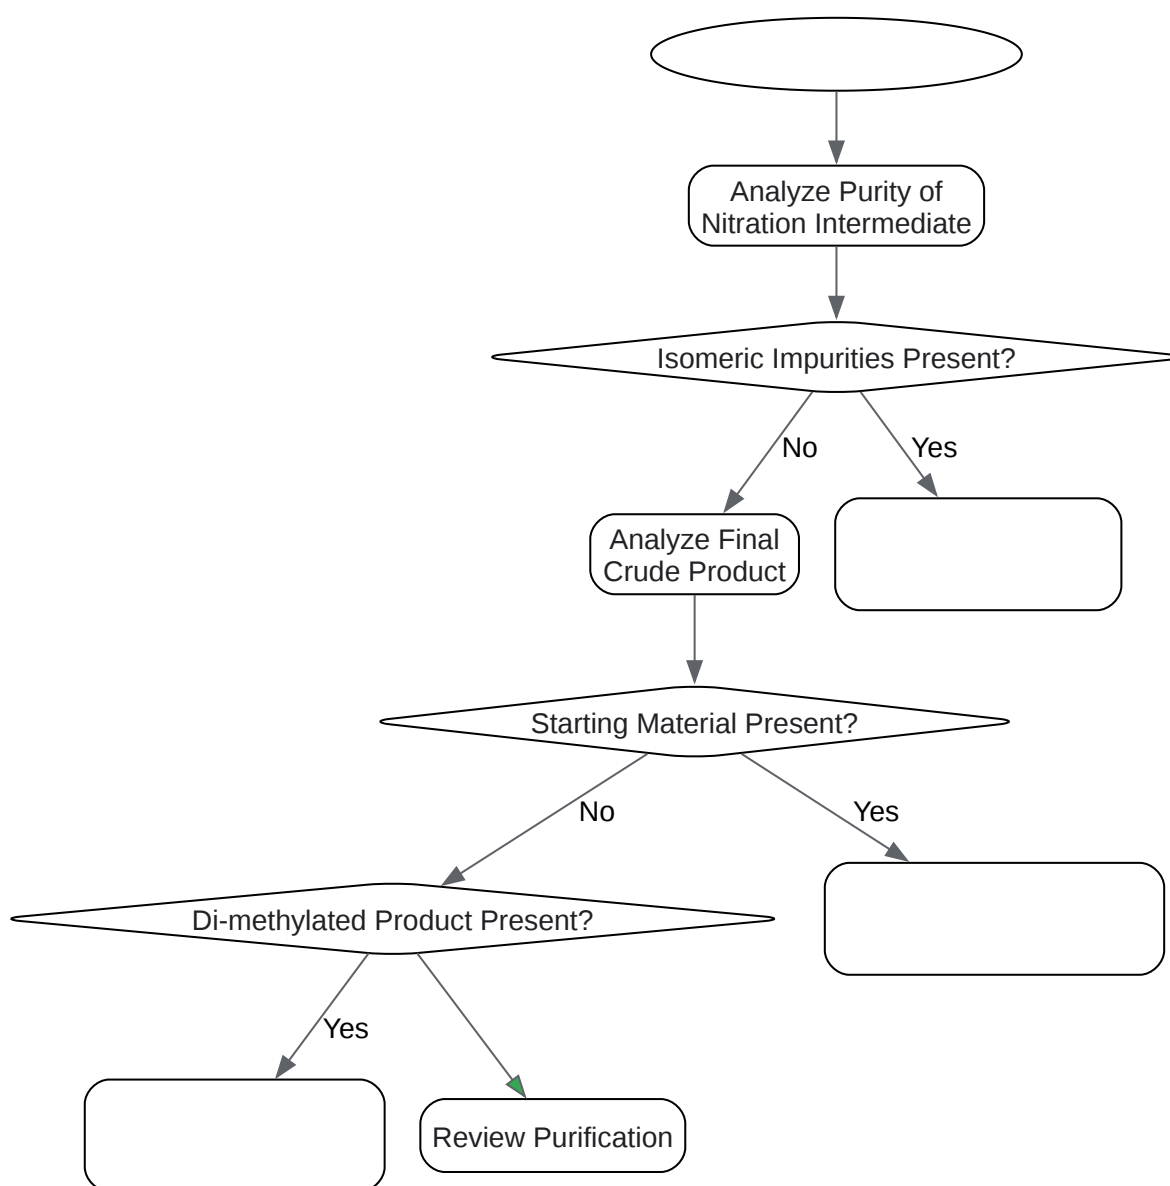 Analyze Purity of
Nitration Intermediate
Isomeric Impurities Present?
No
Yes
Analyze Final
Crude Product
Starting Material Present?
No
Yes
Di-methylated Product Present?
Yes
Review Purification